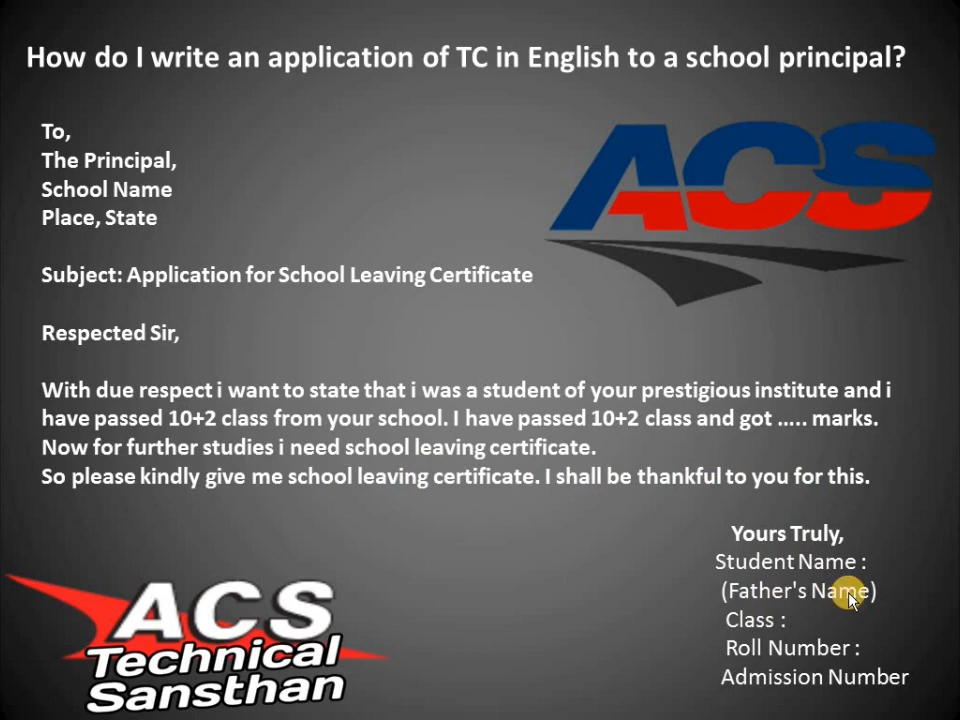 How do I write an application of TC in English to a school principal?
To,
The Principal,
School Name
Place, State
ACS
Subject: Application for School Leaving Certificate
Respected Sir,
With due respect i want to state that i was a student of your prestigious institute and i
have passed 10+2 class from your school. I have passed 10+2 class and got ..... marks.
Now for further studies i need school leaving certificate.
So please kindly give me school leaving certificate. I shall be thankful to you for this.
Yours Truly,
Student Name :
(Father's Name)
Class :
Roll Number :
Admission Number
ACS
Technical
Sansthan